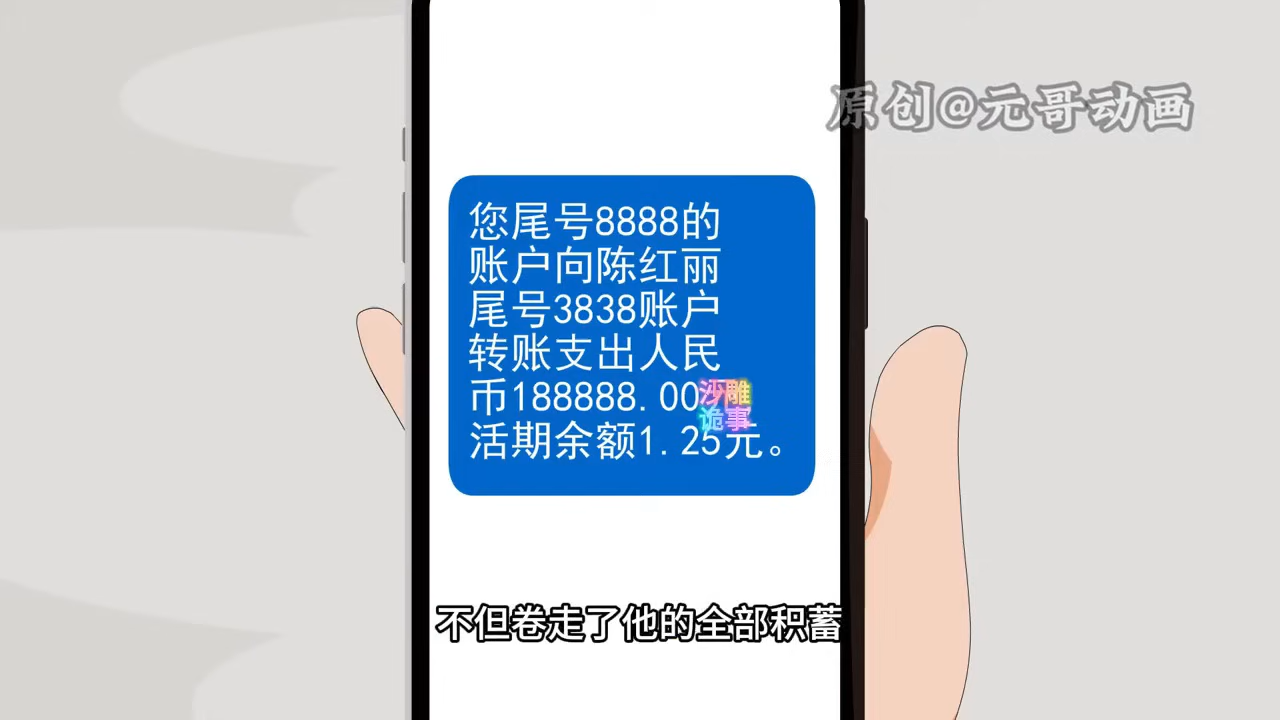 原创@元哥动画
您尾号8888的
账户向陈红丽
尾号3838账户
转账支出人民
币188888.00
沙雕
诡事
活期余额1.25元。
不但卷走了他的全部积蓄